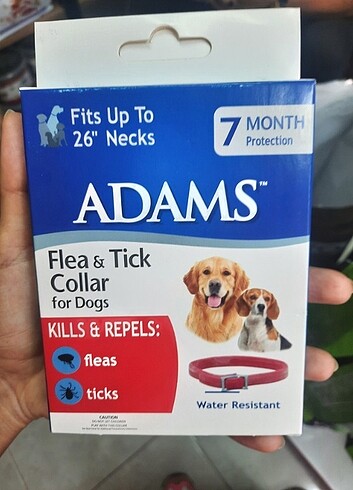 Fits Up To
26" Necks
7 MONTH
Protection
ADAMS™
Flea & Tick
Collar
for Dogs
KILLS & REPELS:
fleas
ticks
Water Resistant
CAUTION